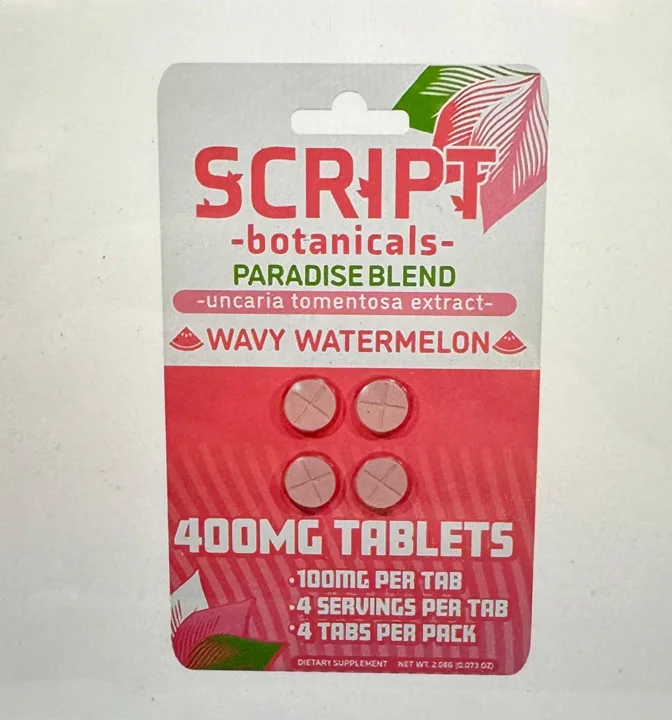 SCRIPT
-botanicals-
PARADISE BLEND
-uncaria tomentosa extract-
WAVY WATERMELON
400MG TABLETS
•100MG PER TAB
•4 SERVINGS PER TAB
•4 TABS PER PACK
DIETARY SUPPLEMENT NET WT. 2.08G (0.073 OZ)